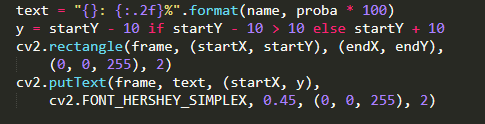 text = "{}: {:.2f}%".format(name, proba * 100)
y = startY - 10 if startY - 10 > 10 else startY + 10
cv2.rectangle(frame, (startX, startY), (endX, endY),
    (0, 0, 255), 2)
cv2.putText(frame, text, (startX, y),
    cv2.FONT_HERSHEY_SIMPLEX, 0.45, (0, 0, 255), 2)